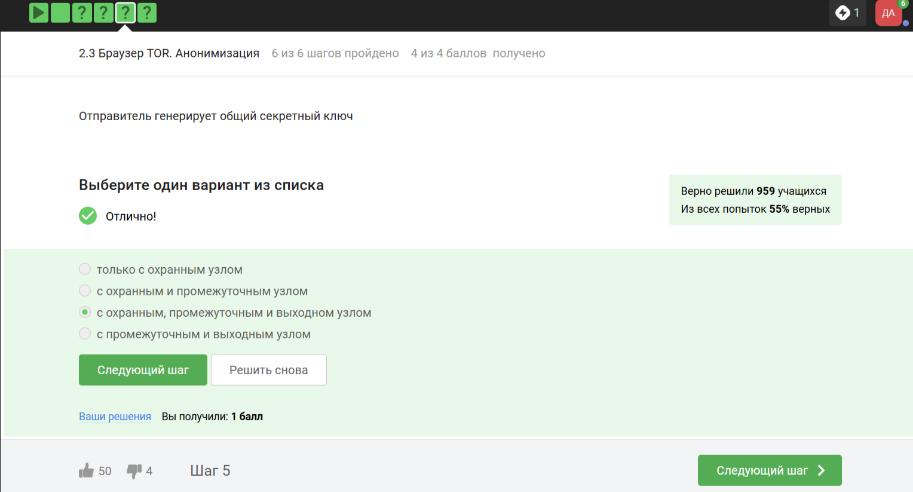 ? ? ? ?
1 ДА 6
2.3 Браузер TOR. Анонимизация 6 из 6 шагов пройдено 4 из 4 баллов получено
Отправитель генерирует общий секретный ключ
Выберите один вариант из списка
Отлично!
Верно решили 959 учащихся
Из всех попыток 55% верных
только с охранным узлом
с охранным и промежуточным узлом
с охранным, промежуточным и выходном узлом
с промежуточным и выходным узлом
Следующий шаг Решить снова
Ваши решения Вы получили: 1 балл
50 4 Шаг 5 Следующий шаг